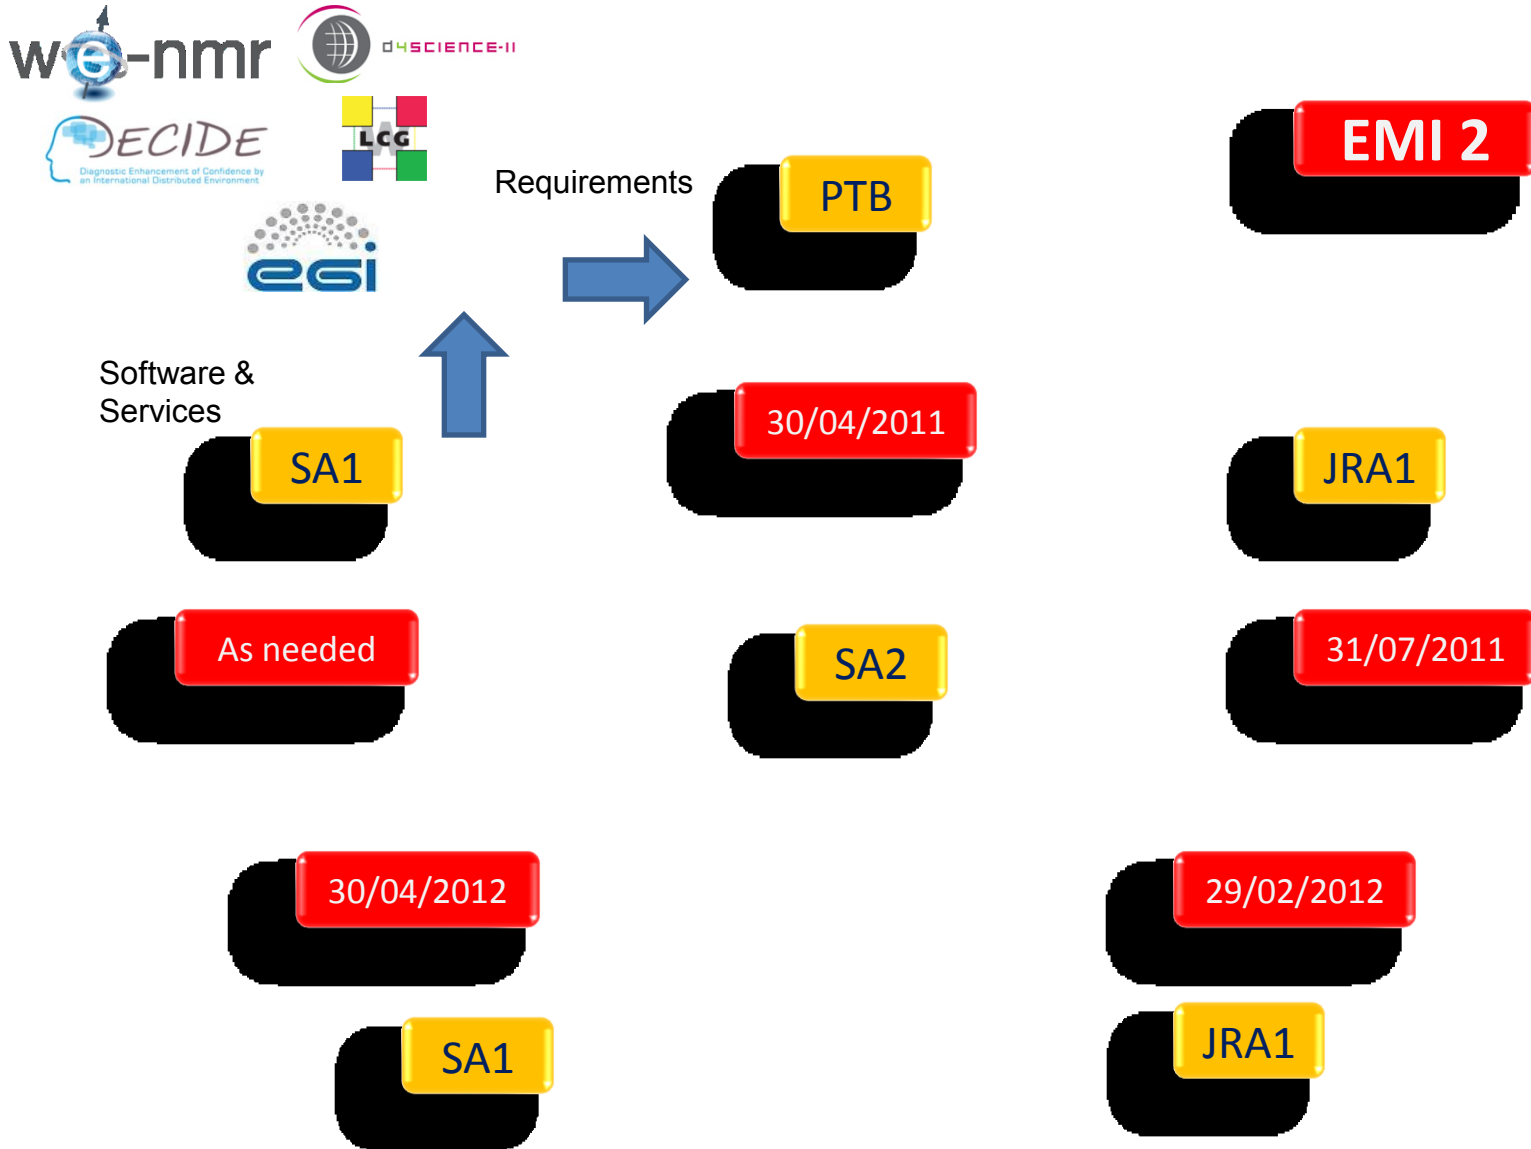 we-nmr
D4SCIENCE-II
DECIDE
Diagnostic Enhancement of Confidence by
an International Distributed Environment
LCG
EMI 2
Requirements
PTB
egi
Software &
Services
30/04/2011
SA1
JRA1
As needed
SA2
31/07/2011
30/04/2012
29/02/2012
SA1
JRA1